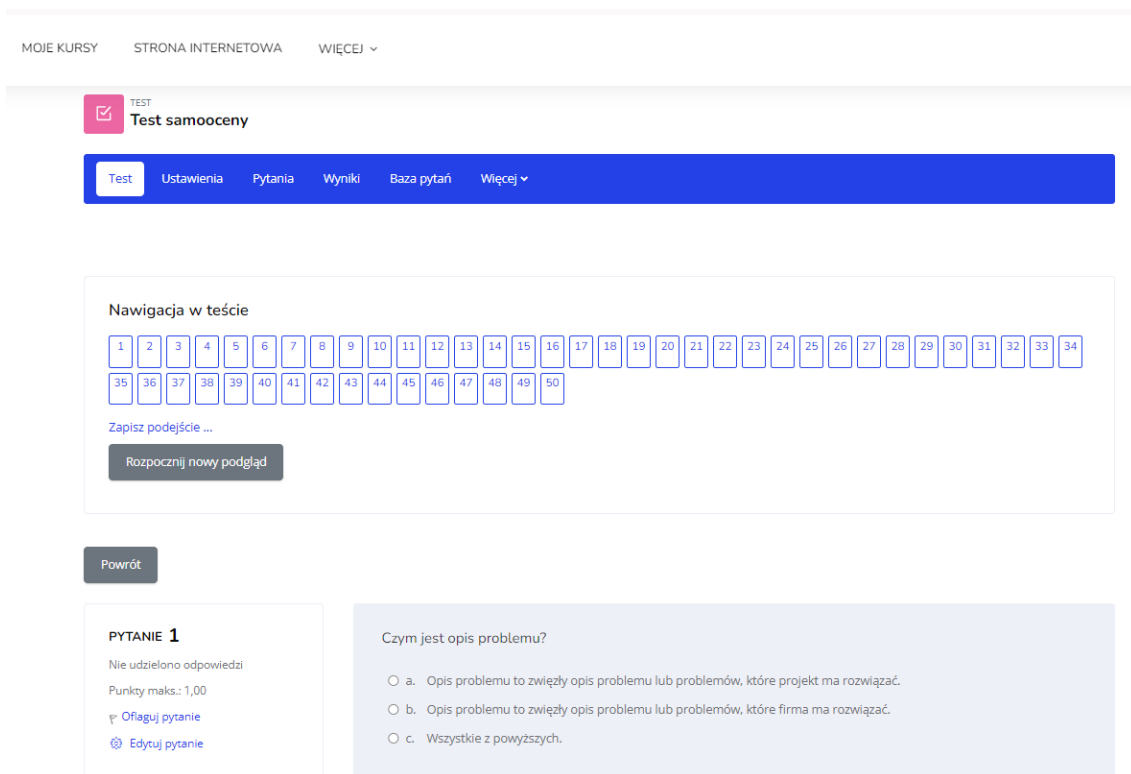 MOJE KURSY STRONA INTERNETOWA WIĘCEJ
TEST
Test samooceny
Test Ustawienia Pytania Wyniki Baza pytań Więcej
Nawigacja w teście
1 2 3 4 5 6 7 8 9 10 11 12 13 14 15 16 17 18 19 20 21 22 23 24 25 26 27 28 29 30 31 32 33 34
35 36 37 38 39 40 41 42 43 44 45 46 47 48 49 50
Zapisz podejście ...
Rozpocznij nowy podgląd
Powrót
PYTANIE 1
Nie udzielono odpowiedzi
Punkty maks.: 1,00
Oflaguj pytanie
Edytuj pytanie
Czym jest opis problemu?
a. Opis problemu to zwięzły opis problemu lub problemów, które projekt ma rozwiązać.
b. Opis problemu to zwięzły opis problemu lub problemów, które firma ma rozwiązać.
c. Wszystkie z powyższych.